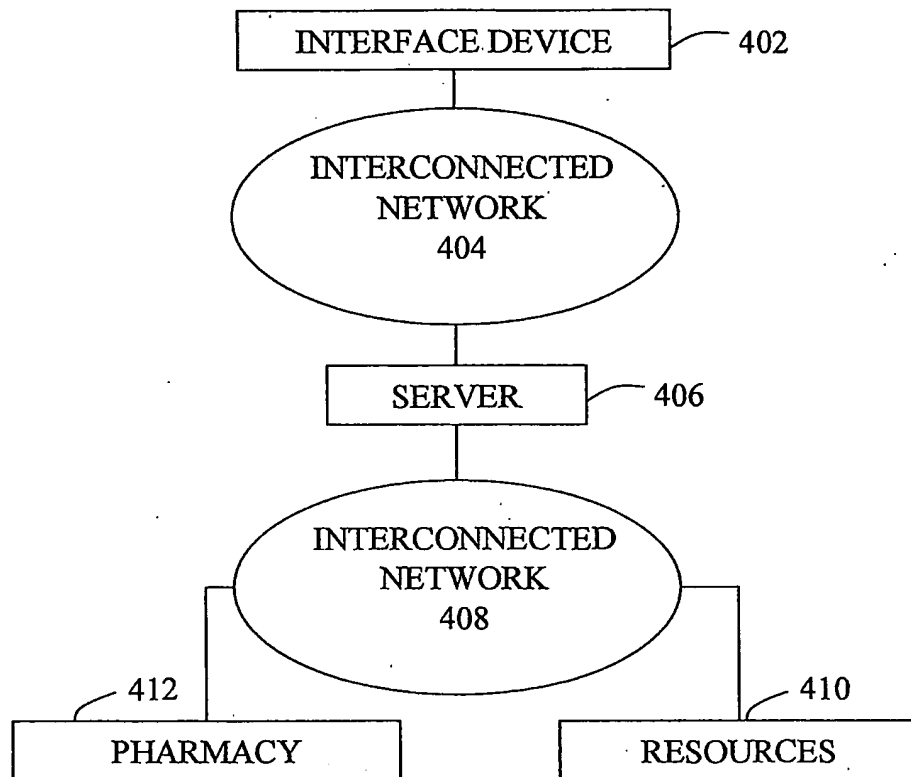 INTERFACE DEVICE
402
INTERCONNECTED
NETWORK
404
SERVER
406
INTERCONNECTED
NETWORK
408
412
410
PHARMACY
RESOURCES